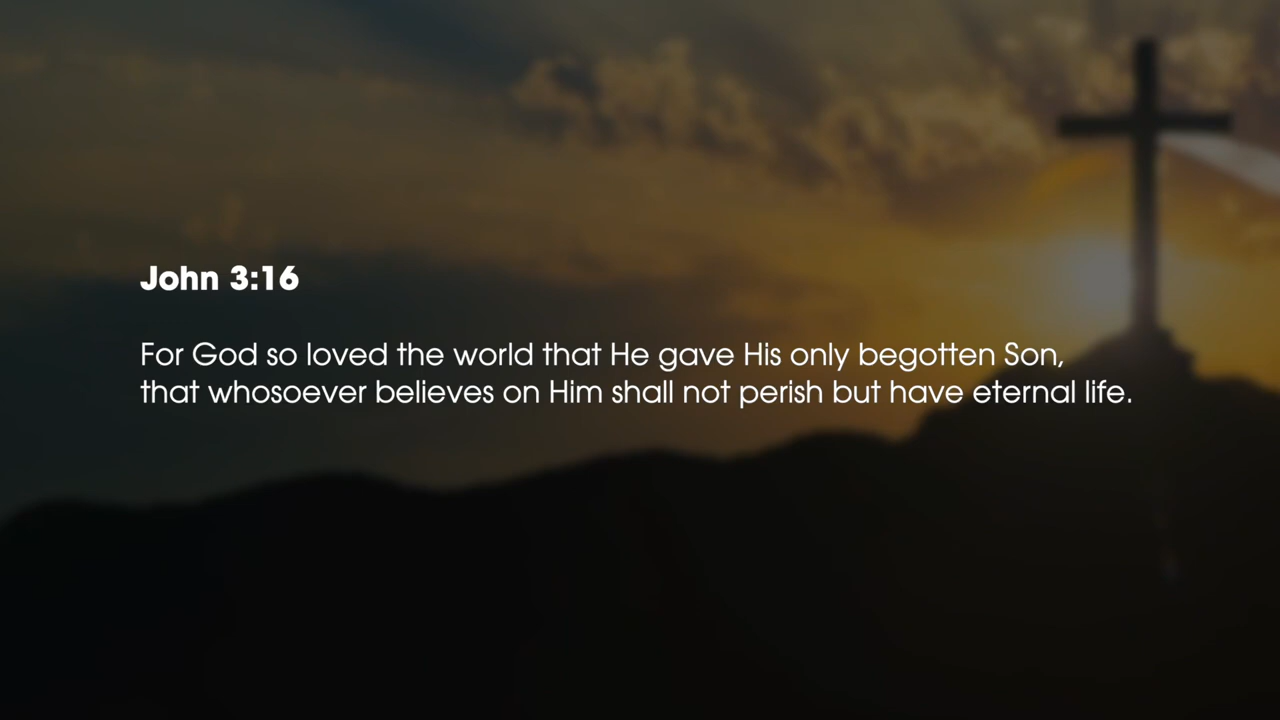 John 3:16
For God so loved the world that He gave His only begotten Son,
that whosoever believes on Him shall not perish but have eternal life.